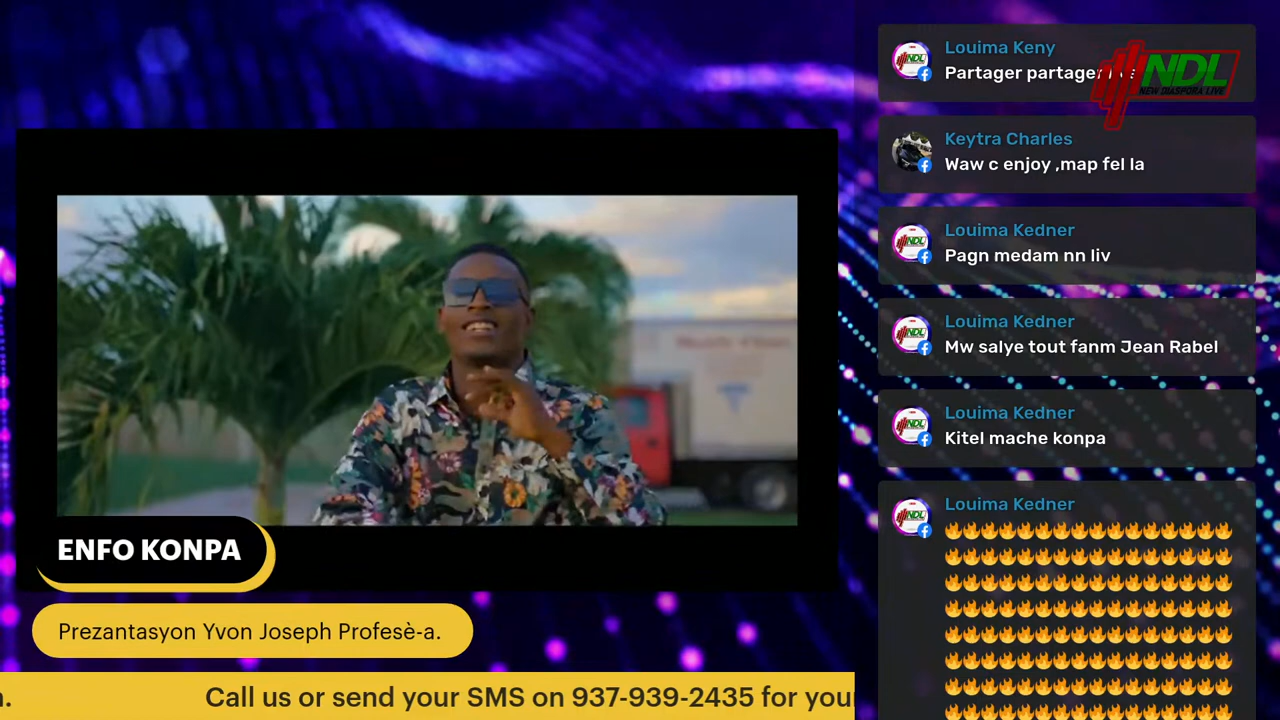 ENFO KONPA
Prezantasyon Yvon Joseph Profesè-a.
Call us or send your SMS on 937-939-2435 for your
Louima Keny
Partager partager
NDL
NEW DIASPORA LIVE
Keytra Charles
Waw c enjoy ,map fel la
Louima Kedner
Pagn medam nn liv
Louima Kedner
Mw salye tout fanm Jean Rabel
Louima Kedner
Kitel mache konpa
Louima Kedner
🔥🔥🔥🔥🔥🔥🔥🔥🔥🔥🔥🔥🔥🔥🔥🔥
🔥🔥🔥🔥🔥🔥🔥🔥🔥🔥🔥🔥🔥🔥🔥🔥
🔥🔥🔥🔥🔥🔥🔥🔥🔥🔥🔥🔥🔥🔥🔥🔥
🔥🔥🔥🔥🔥🔥🔥🔥🔥🔥🔥🔥🔥🔥🔥🔥
🔥🔥🔥🔥🔥🔥🔥🔥🔥🔥🔥🔥🔥🔥🔥🔥
🔥🔥🔥🔥🔥🔥🔥🔥🔥🔥🔥🔥🔥🔥🔥🔥
🔥🔥🔥🔥🔥🔥🔥🔥🔥🔥🔥🔥🔥🔥🔥🔥
🔥🔥🔥🔥🔥🔥🔥🔥🔥🔥🔥🔥🔥🔥🔥🔥